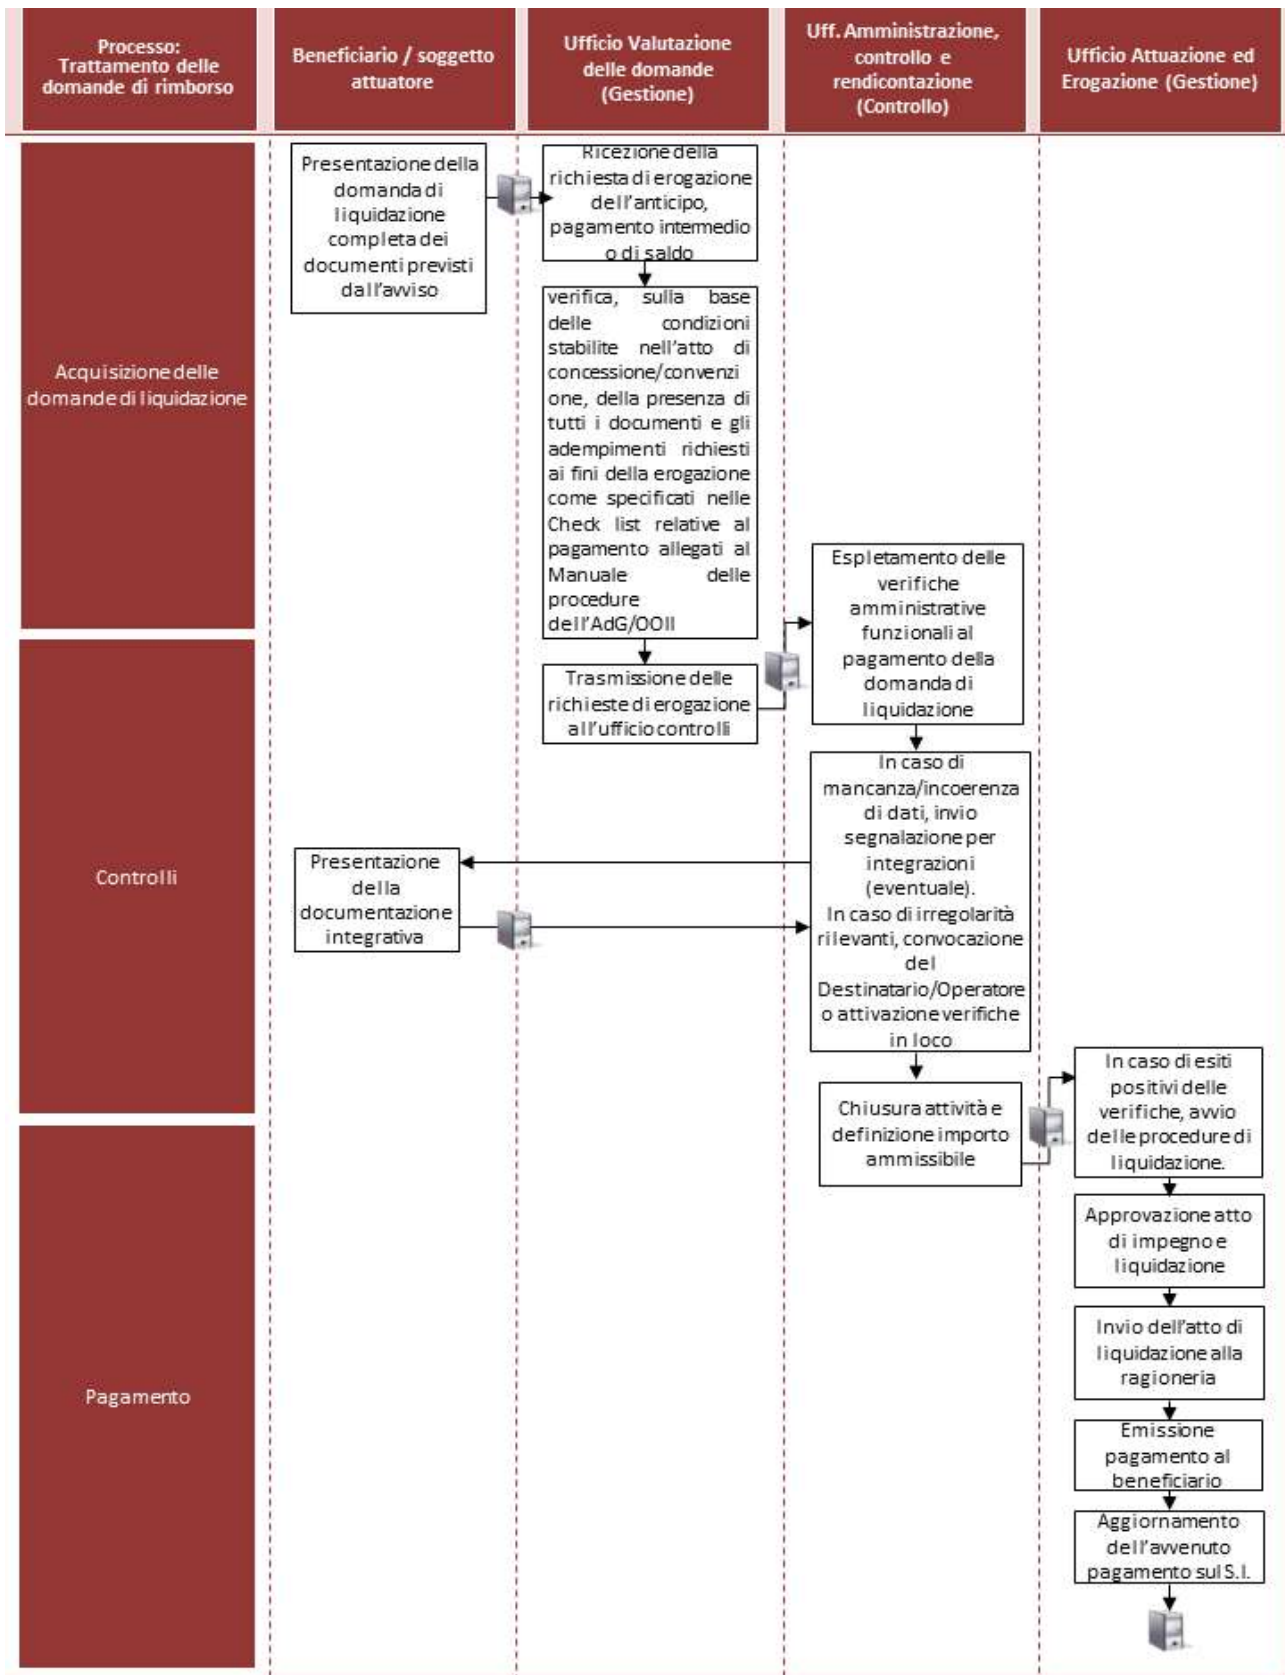 Processo:
Trattamento delle
domande di rimborso
Beneficiario / soggetto
attuatore
Ufficio Valutazione
delle domande
(Gestione)
Uff. Amministrazione,
controllo e
rendicontazione
(Controllo)
Ufficio Attuazione ed
Erogazione (Gestione)
Acquisizione delle
domande di liquidazione
Presentazione della
domanda di
liquidazione
completa dei
documenti previsti
dall'avviso
Ricezione della
richiesta di erogazione
dell'anticipo,
pagamento intermedio
o di saldo
verifica, sulla base
delle condizioni
stabilite nell'atto di
concessione/convenzi
one, della presenza di
tutti i documenti e gli
adempimenti richiesti
ai fini della erogazione
come specificati nelle
Check list relative al
pagamento allegati al
Manuale delle
procedure
dell'AdG/OOII
Trasmissione delle
richieste di erogazione
all'ufficio controlli
Espletamento delle
verifiche
amministrative
funzionali al
pagamento della
domanda di
liquidazione
Controlli
In caso di
mancanza/incoerenza
di dati, invio
segnalazione per
integrazioni
(eventuale).
In caso di irregolarità
rilevanti, convocazione
del
Destinatario/Operatore
o attivazione verifiche
in loco
Presentazione
della
documentazione
integrativa
Chiusura attività e
definizione importo
ammissibile
In caso di esiti
positivi delle
verifiche, avvio
delle procedure di
liquidazione.
Pagamento
Approvazione atto
di impegno e
liquidazione
Invio dell'atto di
liquidazione alla
ragioneria
Emissione
pagamento al
beneficiario
Aggiornamento
dell'avvenuto
pagamento sul S.I.